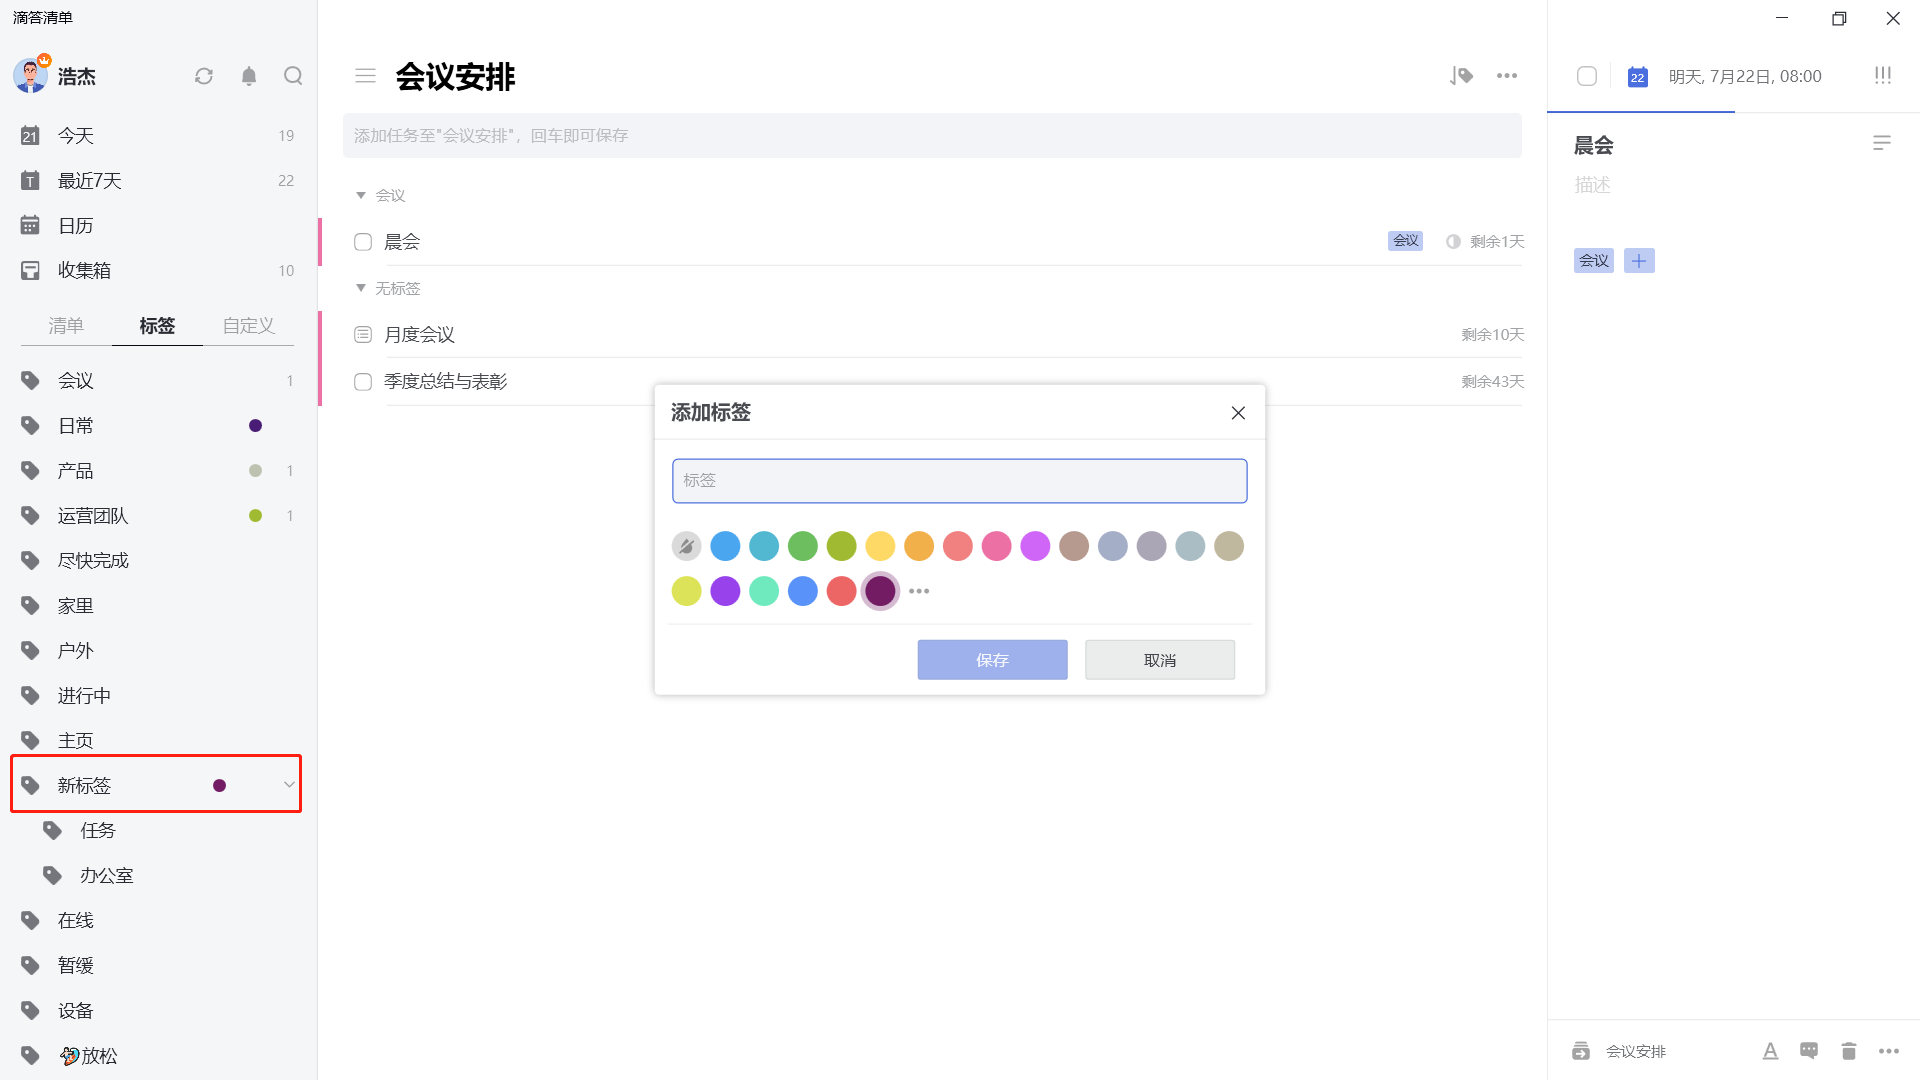 滴答清单
浩杰
21 今天 19
T 最近7天 22
日历
收集箱 10
清单 标签 自定义
会议 1
日常
产品 1
运营团队 1
尽快完成
家里
户外
进行中
主页
新标签
任务
办公室
在线
暂缓
设备
放松
会议安排
添加任务至"会议安排"，回车即可保存
会议
晨会 会议 剩余1天
无标签
月度会议 剩余10天
季度总结与表彰 剩余43天
添加标签
标签
保存 取消
22 明天, 7月22日, 08:00
晨会
描述
会议
会议安排 A